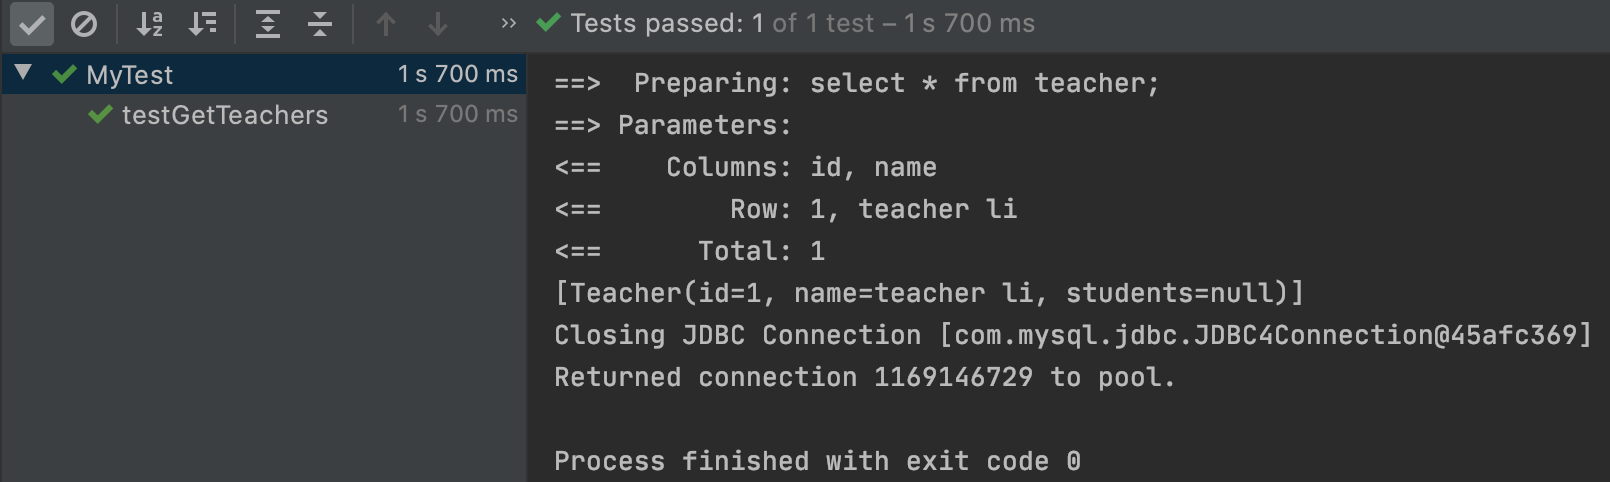 Tests passed: 1 of 1 test – 1 s 700 ms
MyTest 1 s 700 ms
testGetTeachers 1 s 700 ms
==>  Preparing: select * from teacher;
==> Parameters:
<==    Columns: id, name
<==        Row: 1, teacher li
<==      Total: 1
[Teacher(id=1, name=teacher li, students=null)]
Closing JDBC Connection [com.mysql.jdbc.JDBC4Connection@45afc369]
Returned connection 1169146729 to pool.
Process finished with exit code 0